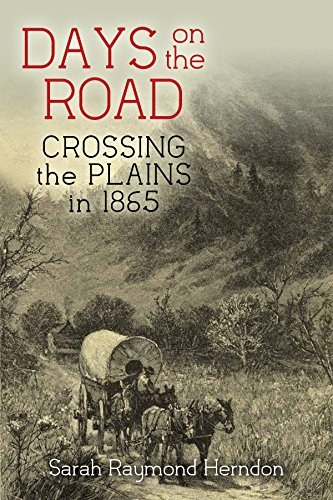 DAYS on
the
ROAD
CROSSING
the PLAINS
in 1865
Sarah Raymond Herndon